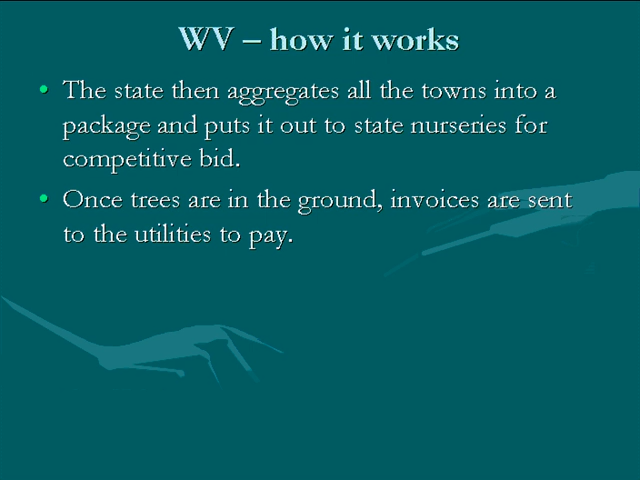 WV – how it works
• The state then aggregates all the towns into a
package and puts it out to state nurseries for
competitive bid.
• Once trees are in the ground, invoices are sent
to the utilities to pay.